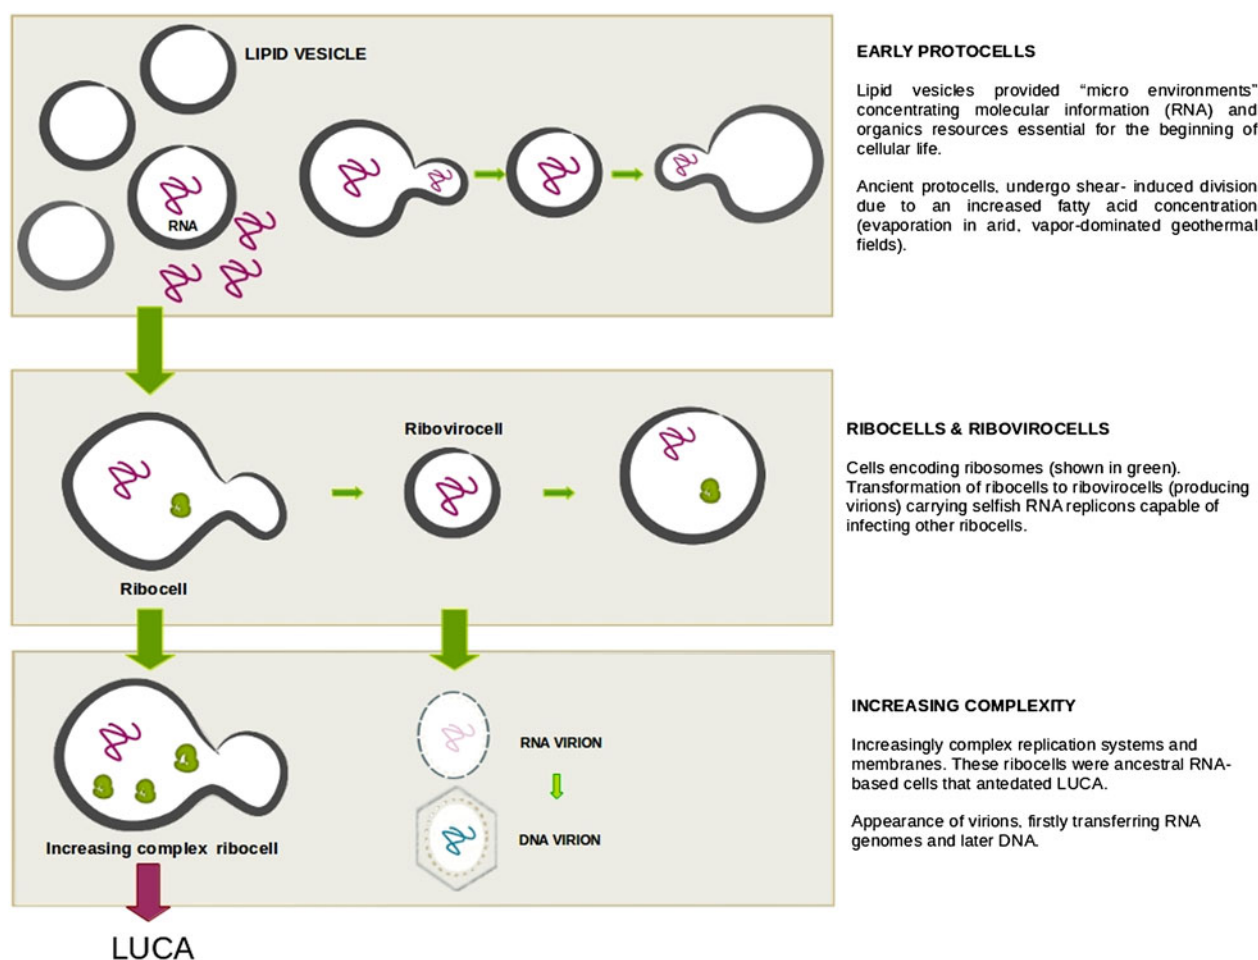 LIPID VESICLE
RNA
EARLY PROTOCELLS
Lipid vesicles provided “micro environments”
concentrating molecular information (RNA) and
organics resources essential for the beginning of
cellular life.
Ancient protocells, undergo shear- induced division
due to an increased fatty acid concentration
(evaporation in arid, vapor-dominated geothermal
fields).
Ribovirocell
Ribocell
RIBOCELLS & RIBOVIROCELLS
Cells encoding ribosomes (shown in green).
Transformation of ribocells to ribovirocells (producing
virions) carrying selfish RNA replicons capable of
infecting other ribocells.
RNA VIRION
DNA VIRION
Increasing complex ribocell
INCREASING COMPLEXITY
Increasingly complex replication systems and
membranes. These ribocells were ancestral RNA-
based cells that antedated LUCA.
Appearance of virions, firstly transferring RNA
genomes and later DNA.
LUCA